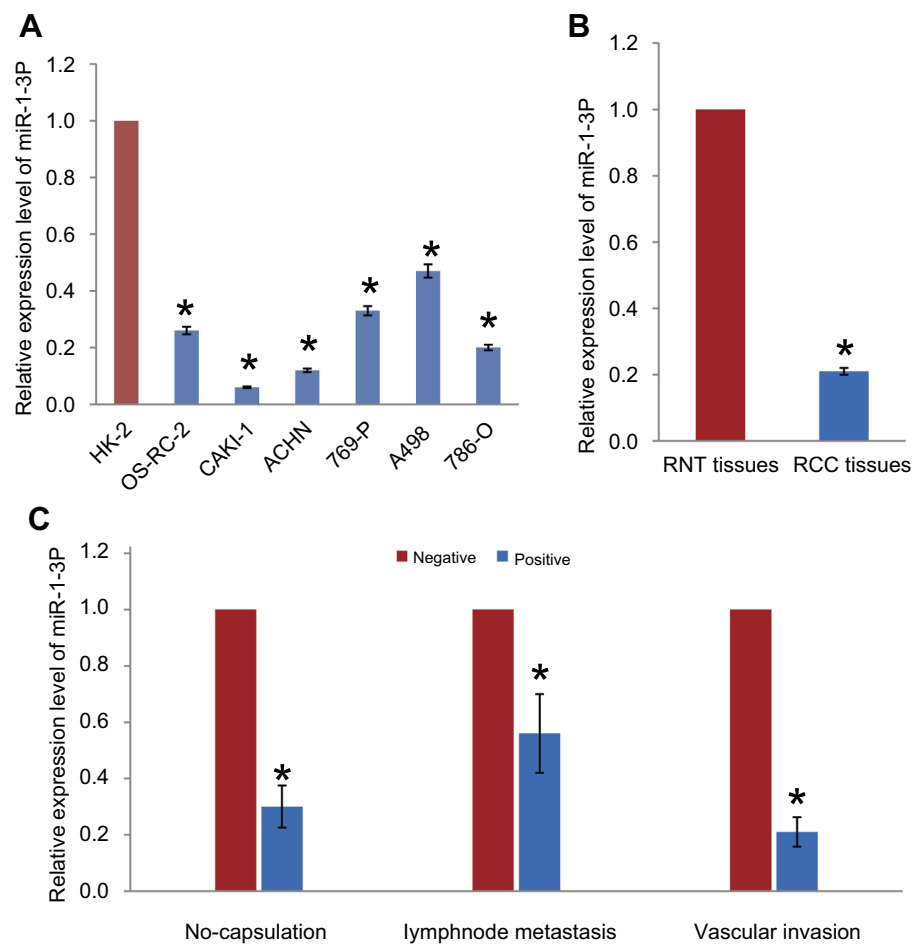 A
Relative expression level of miR-1-3P
1.2
1.0
0.8
0.6
0.4
0.2
0.0
*
*
*
*
*
*
HK-2
OS-RC-2
CAKI-1
ACHN
769-P
A498
786-O
B
Relative expression level of miR-1-3P
1.2
1.0
0.8
0.6
0.4
0.2
0.0
*
RNT tissues
RCC tissues
C
Relative expression level of miR-1-3P
1.2
1.0
0.8
0.6
0.4
0.2
0.0
Negative
Positive
*
*
*
No-capsulation
lymphnode metastasis
Vascular invasion